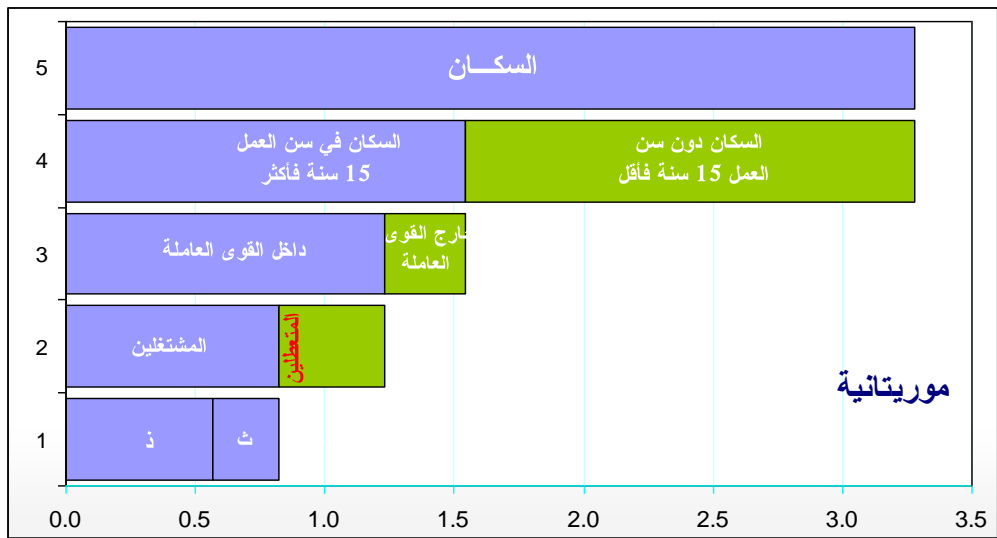 5
السكـــان
4
السكان في سن العمل
15 سنة فأكثر
السكان دون سن
العمل 15 سنة فأقل
3
داخل القوى العاملة
خارج القوى
العاملة
2
المشتغلين
المتعطلين
موريتانية
1
ذ
ث
0.0 0.5 1.0 1.5 2.0 2.5 3.0 3.5